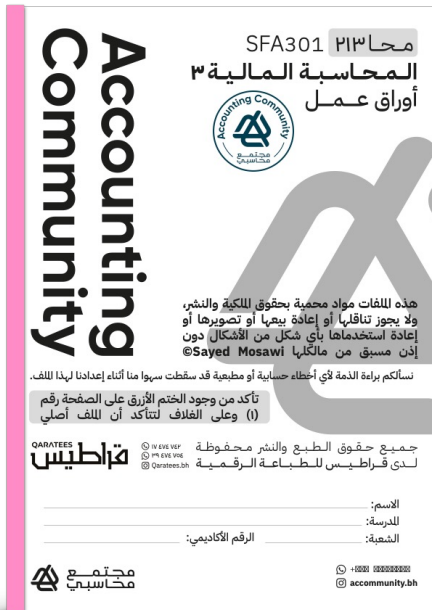 محا ٢١٣ SFA301
المحاسبة المالية ٣
أوراق عمل
Accounting Community
مجتمع
محاسبي
Accounting
Community
هذه الملفات مواد محمية بحقوق الملكية والنشر،
ولا يجوز تناقلها أو إعادة بيعها أو تصويرها أو
إعادة استخدماها بأي شكل من الأشكال دون
إذن مسبق من مالكلها Sayed Mosawi©
نسألكم براءة الذمة لأي أخطاء حسابية أو مطبعية قد سقطت سهوا منا أثناء إعدادنا لهذا الملف.
تأكد من وجود الختم الأزرق على الصفحة رقم
(١) وعلى الغلاف لتتأكد أن الملف أصلي
جميع حقوق الطبع والنشر محفوظة
لدى قراطيس للطباعة الرقمية
Qaratees.bh
QARATEES
قراطيس
الاسم:
المدرسة:
الشعبة: الرقم الأكاديمي:
مجتمع
محاسبي
accommunity.bh